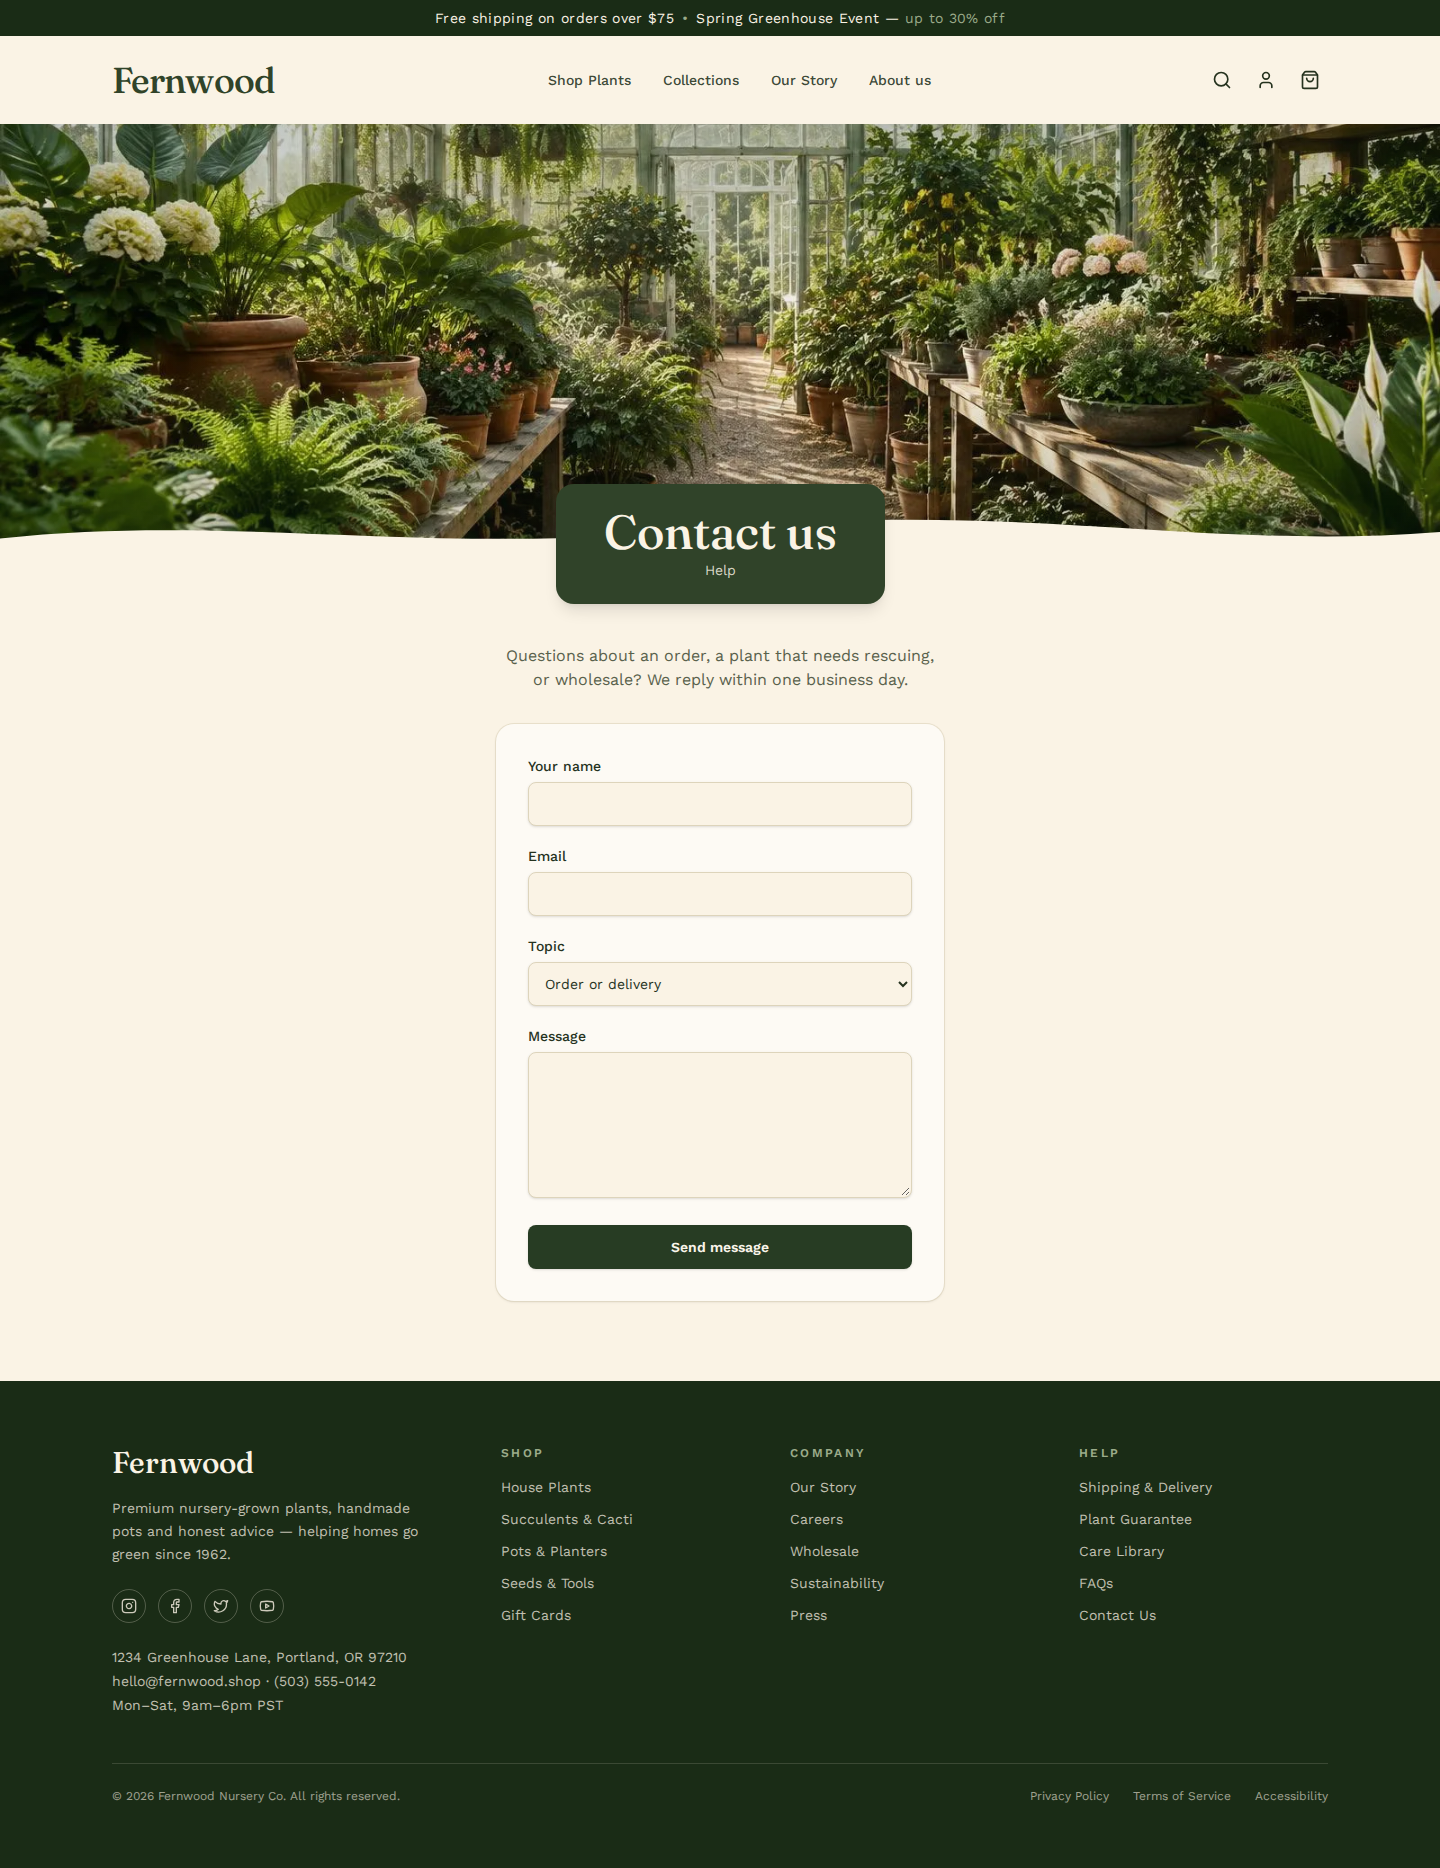 Free shipping on orders over $75 • Spring Greenhouse Event — up to 30% off
Fernwood
Shop Plants Collections Our Story About us
Contact us
Help
Questions about an order, a plant that needs rescuing,
or wholesale? We reply within one business day.
Your name
Email
Topic
Order or delivery
Message
Send message
Fernwood
Premium nursery-grown plants, handmade
pots and honest advice — helping homes go
green since 1962.
1234 Greenhouse Lane, Portland, OR 97210
hello@fernwood.shop · (503) 555-0142
Mon–Sat, 9am–6pm PST
SHOP
House Plants
Succulents & Cacti
Pots & Planters
Seeds & Tools
Gift Cards
COMPANY
Our Story
Careers
Wholesale
Sustainability
Press
HELP
Shipping & Delivery
Plant Guarantee
Care Library
FAQs
Contact Us
© 2026 Fernwood Nursery Co. All rights reserved.
Privacy Policy Terms of Service Accessibility